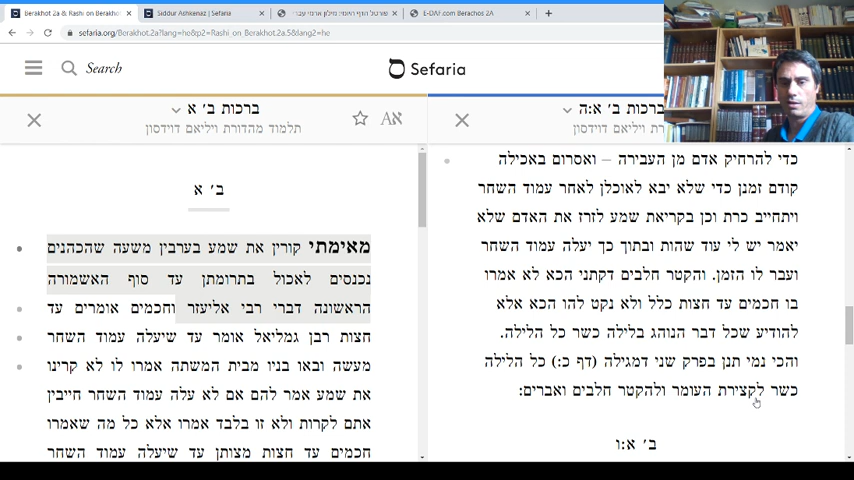 Berakhot 2a & Rashi on Berakhot
Siddur Ashkenaz | Sefaria
שורטל הדף היומי: מילון ארמי עברי
E-DAF.com Berachos 2A
sefaria.org/Berakhot.2a?lang=he&p2=Rashi_on_Berakhot.2a.5&lang2=he
Search
Sefaria
ברכות ב׳ א
תלמוד מהדורת ויליאם דוידסון
Aא
ב׳ א
מאימתי קורין את שמע בערבין משעה שהכהנים
נכנסים לאכול בתרומתן עד סוף האשמורה
הראשונה דברי רבי אליעזר וחכמים אומרים עד
חצות רבן גמליאל אומר עד שיעלה עמוד השחר
מעשה ובאו בניו מבית המשתה אמרו לו לא קרינו
את שמע אמר להם אם לא עלה עמוד השחר חייבין
אתם לקרות ולא זו בלבד אמרו אלא כל מה שאמרו
חכמים עד חצות מצותן עד שיעלה עמוד השחר
ברכות ב׳ א:ה
ויליאם דוידסון
כדי להרחיק אדם מן העבירה – ואסרום באכילה
קודם זמנן כדי שלא יבא לאוכלן לאחר עמוד השחר
ויתחייב כרת וכן בקריאת שמע לזרז את האדם שלא
יאמר יש לי עוד שהות ובתוך כך יעלה עמוד השחר
ועבר לו הזמן. והקטר חלבים דקתני הכא לא אמרו
בו חכמים עד חצות כלל ולא נקט להו הכא אלא
להודיע שכל דבר הנוהג בלילה כשר כל הלילה.
והכי נמי תנן בפרק שני דמגילה (דף כ:) כל הלילה
כשר לקצירת העומר ולהקטר חלבים ואברים:
ב׳ א:ו